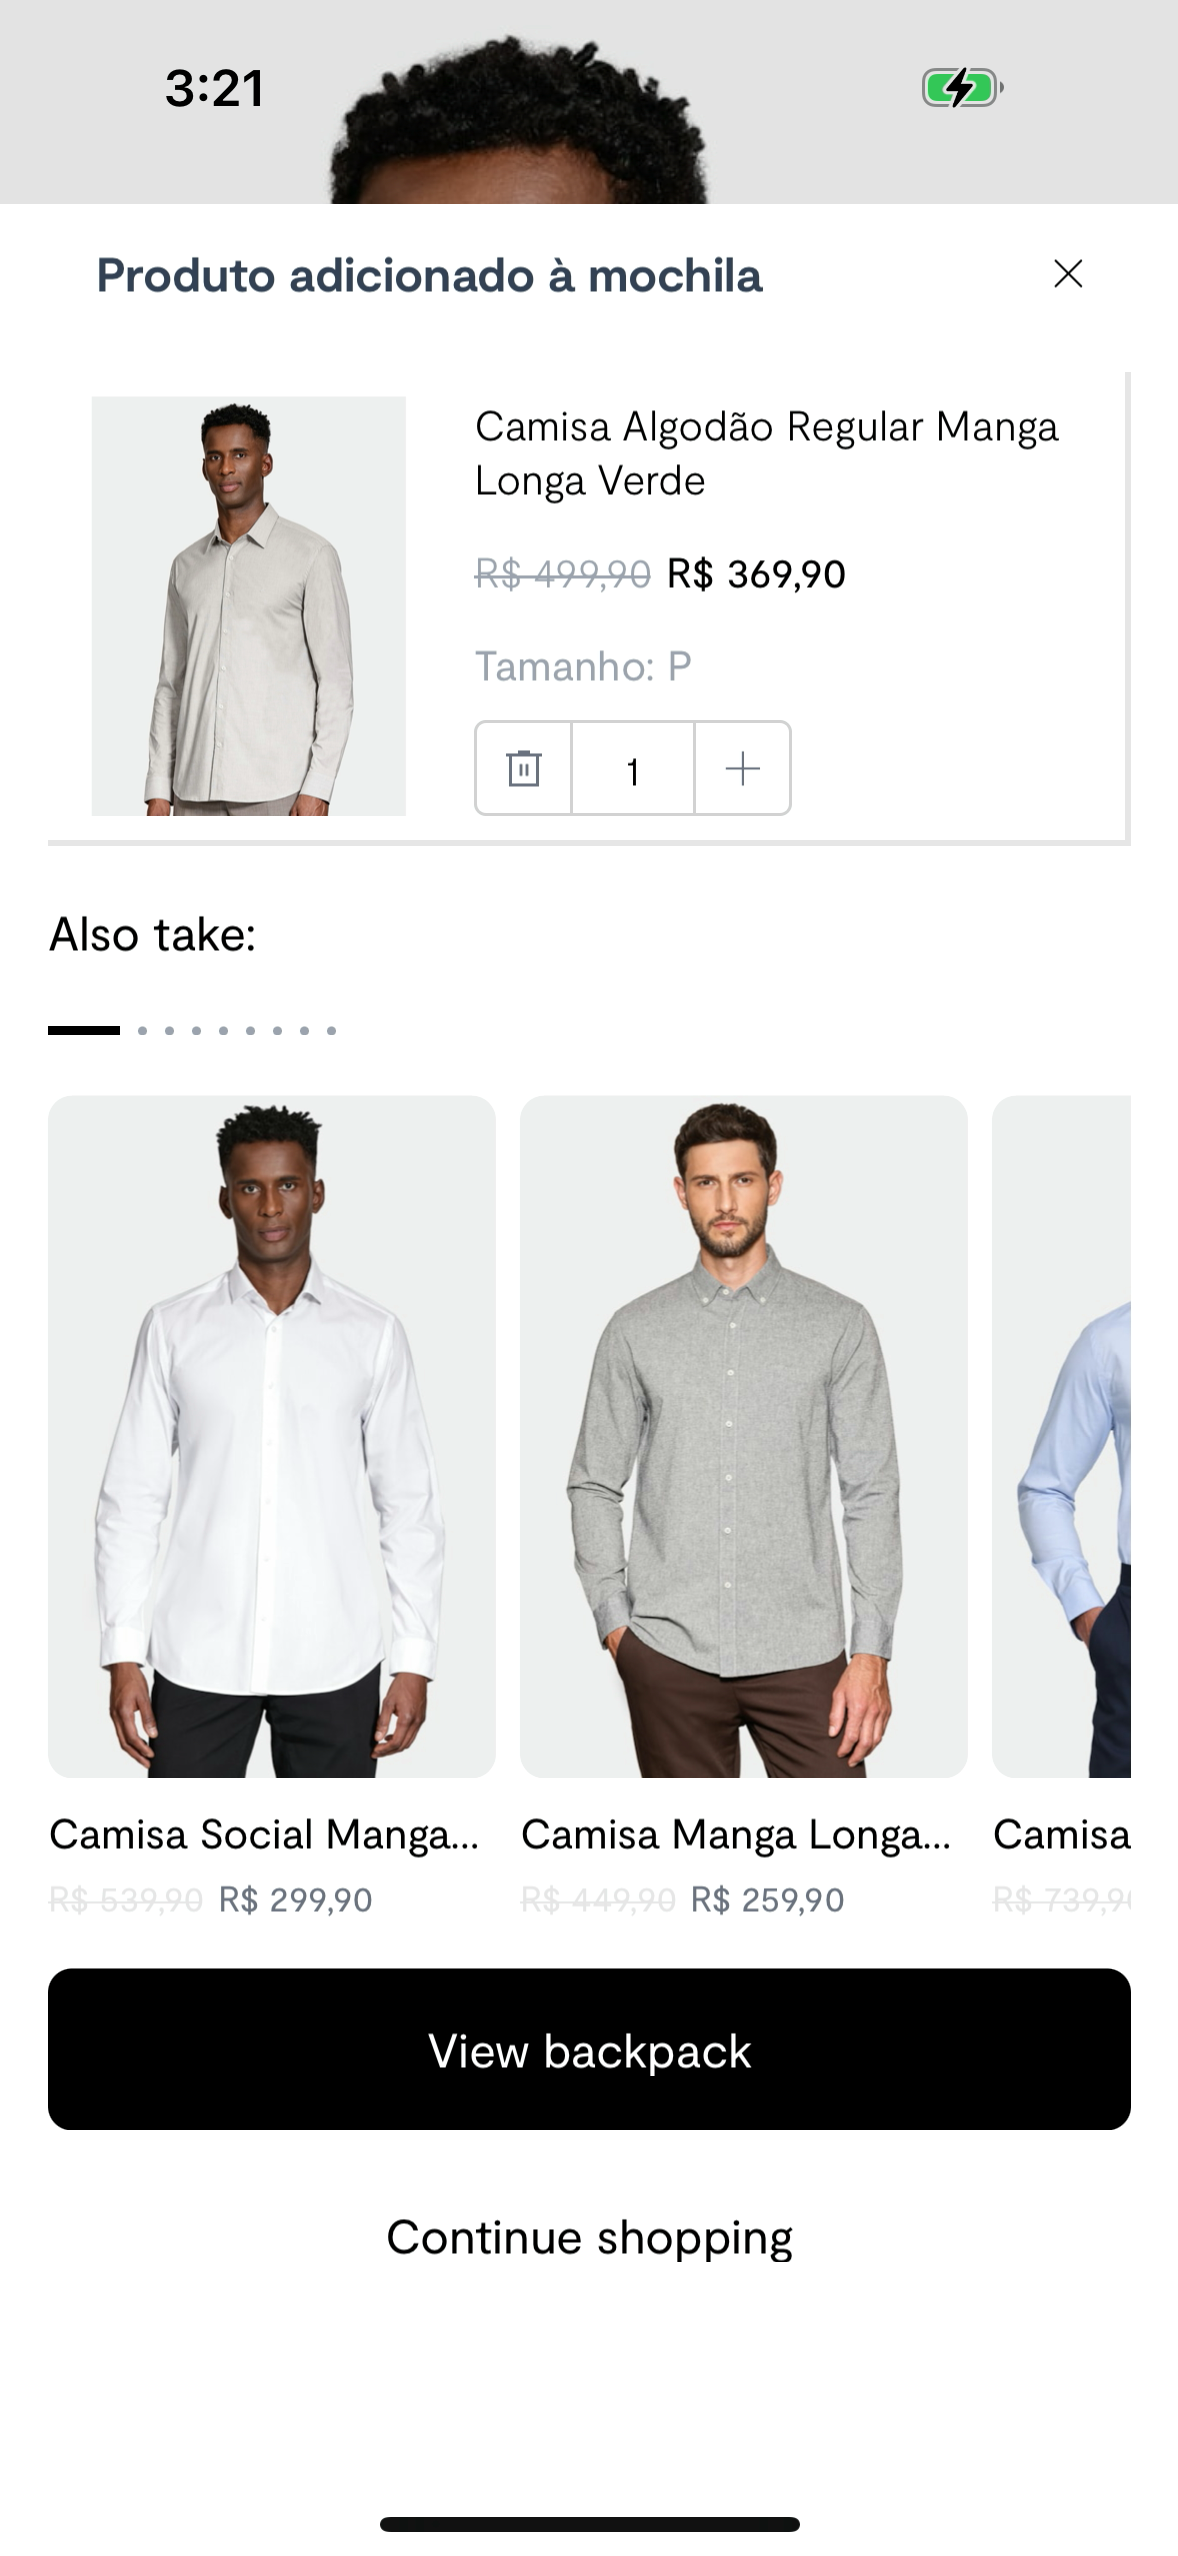 3:21
Produto adicionado à mochila
Camisa Algodão Regular Manga
Longa Verde
R$ 499,90 R$ 369,90
Tamanho: P
1
Also take:
Camisa Social Manga... Camisa Manga Longa... Camisa
R$ 539,90 R$ 299,90 R$ 449,90 R$ 259,90 R$ 739,9
View backpack
Continue shopping